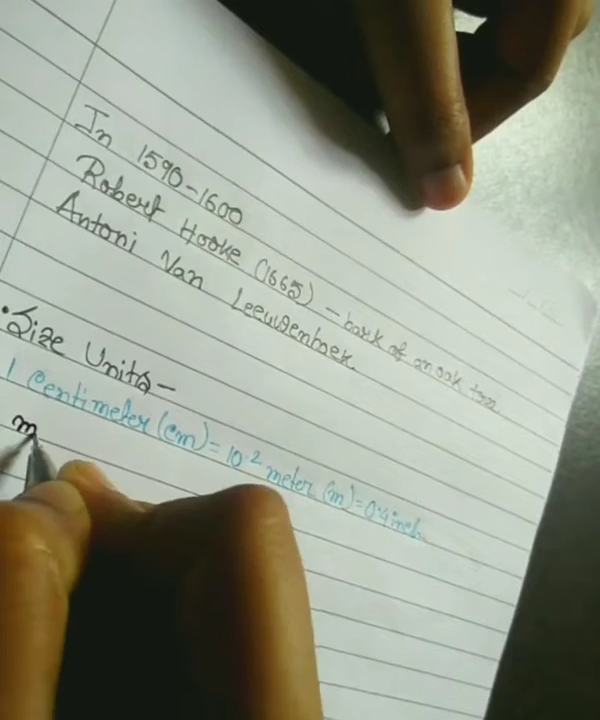 In 1590-1600
Robert Hooke (1665) - bark of an oak tree
Antoni Van Leeuwenhoek.
•Size Units-
1 Centimeter (cm) = 10⁻² meter (m) = 0.4 inch
m